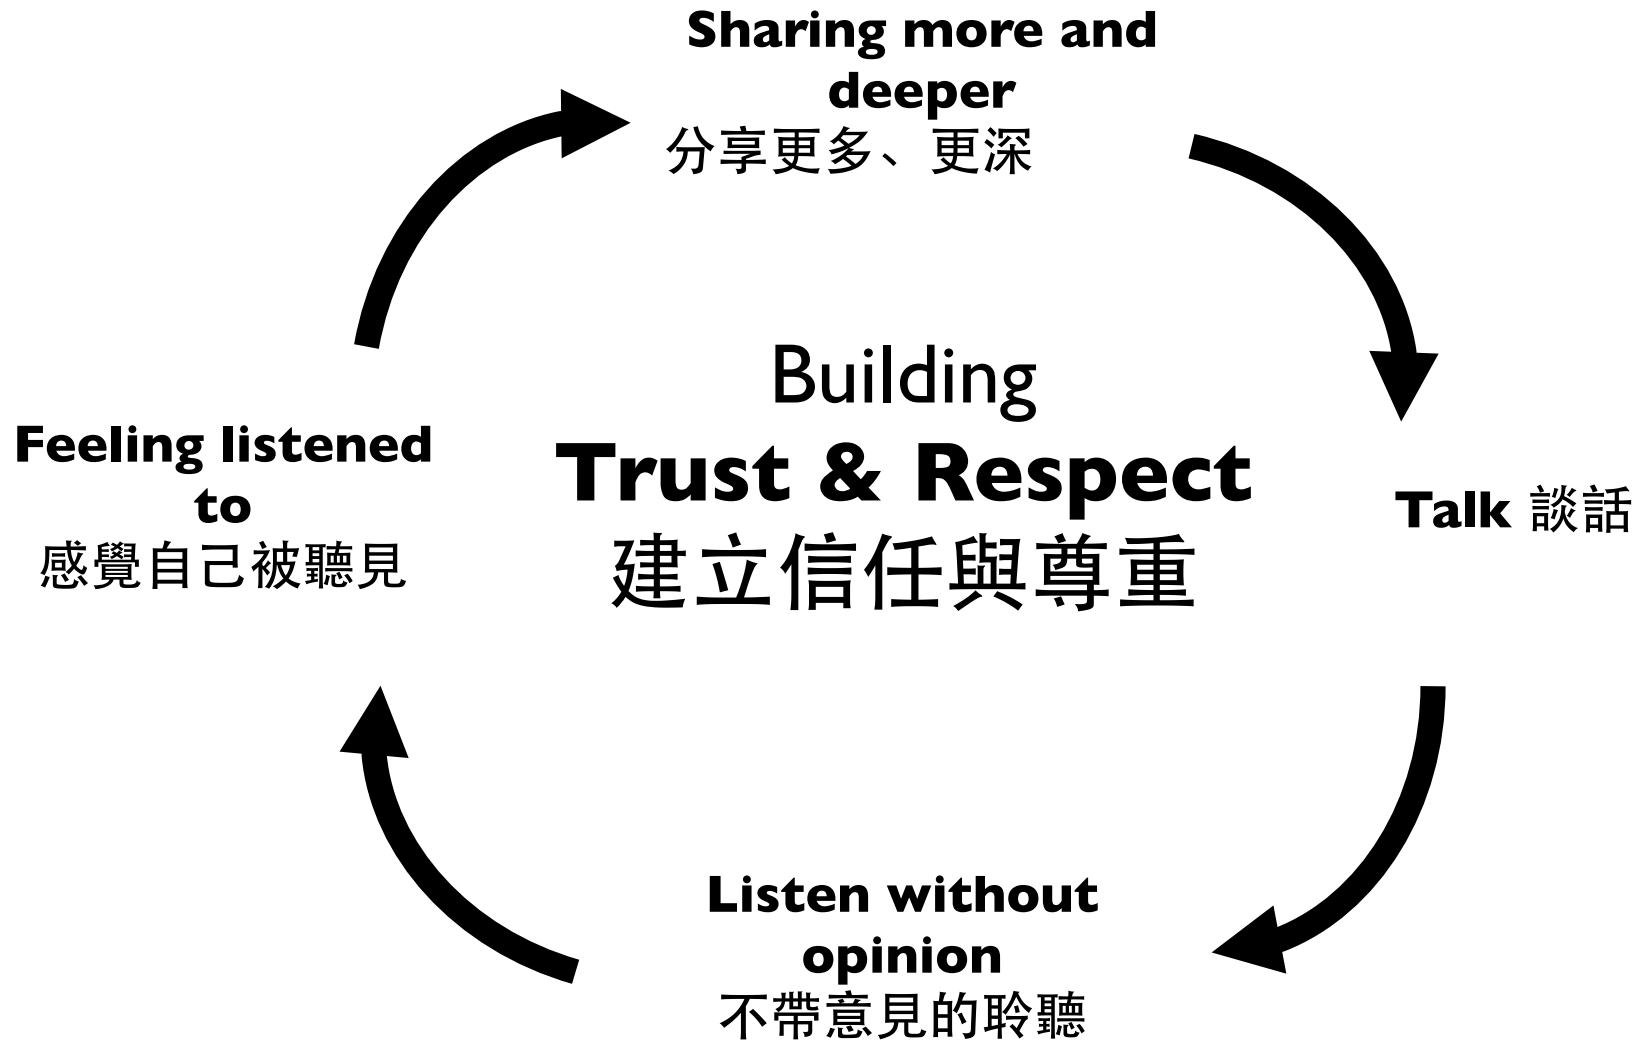 Sharing more and
deeper
分享更多、更深
Building
Trust & Respect
建立信任與尊重
Feeling listened
to
感覺自己被聽見
Talk 談話
Listen without
opinion
不帶意見的聆聽